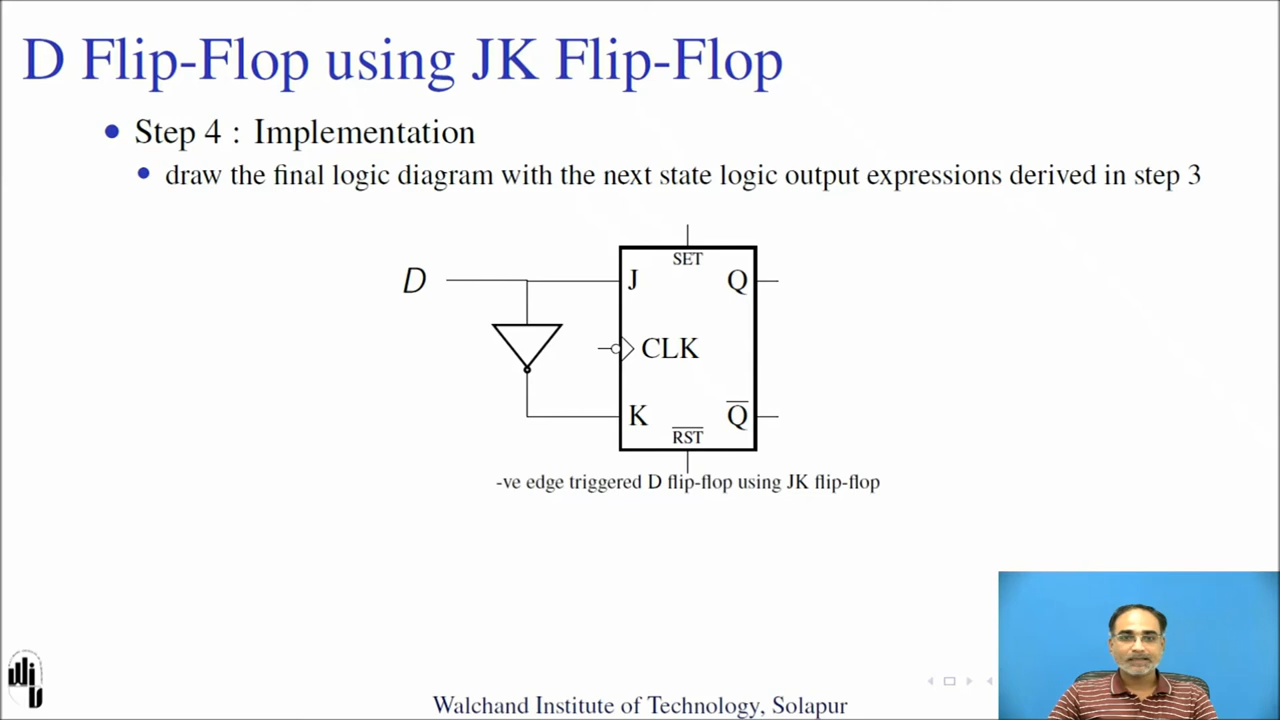 D Flip-Flop using JK Flip-Flop
Step 4 : Implementation
draw the final logic diagram with the next state logic output expressions derived in step 3
SET
D J Q
CLK
K Q̅
R̅S̅T̅
-ve edge triggered D flip-flop using JK flip-flop
Walchand Institute of Technology, Solapur